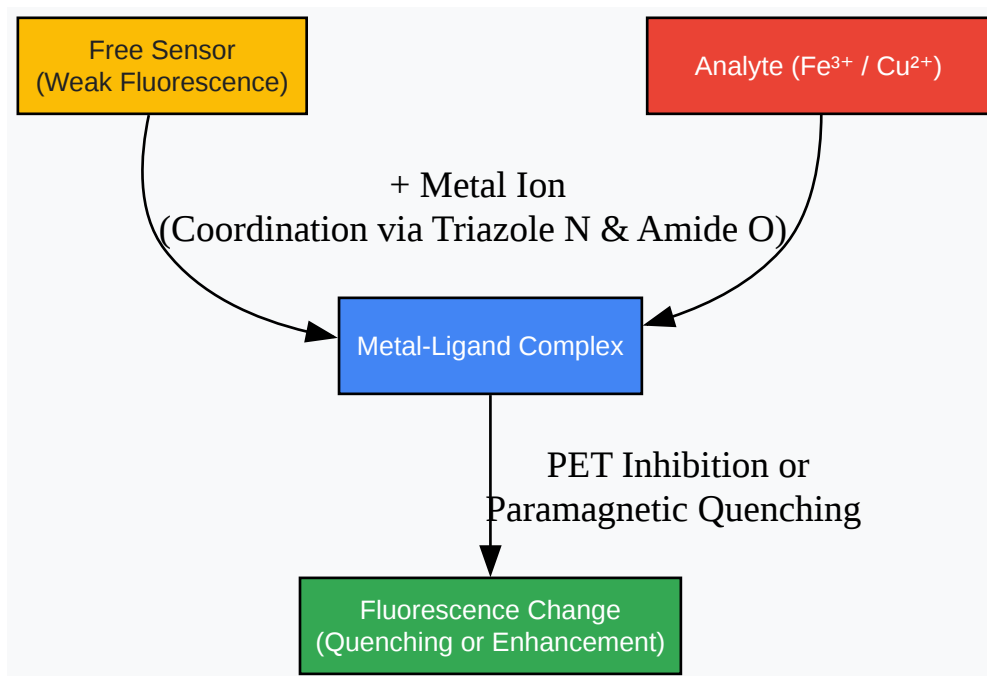 Free Sensor
(Weak Fluorescence)
Analyte (Fe³⁺ / Cu²⁺)
+ Metal Ion
(Coordination via Triazole N & Amide O)
Metal-Ligand Complex
PET Inhibition or
Paramagnetic Quenching
Fluorescence Change
(Quenching or Enhancement)